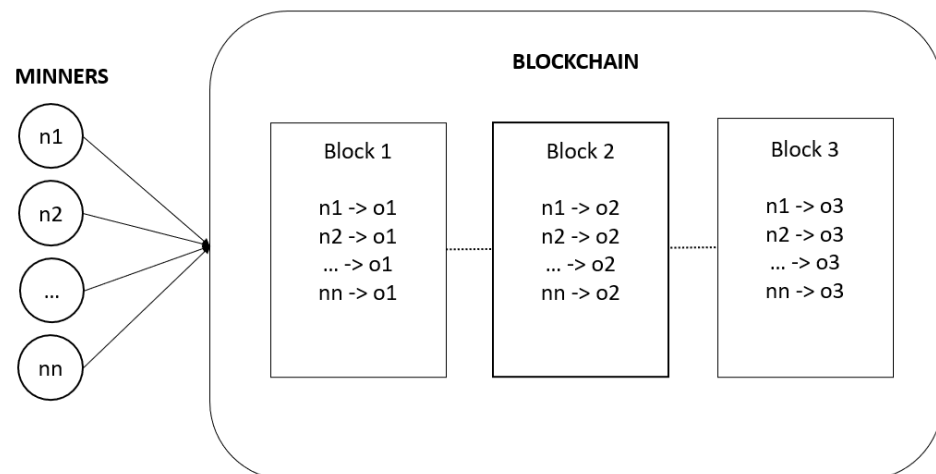 MINNERS
n1
n2
...
nn
BLOCKCHAIN
Block 1
n1 -> o1
n2 -> o1
... -> o1
nn -> o1
Block 2
n1 -> o2
n2 -> o2
... -> o2
nn -> o2
Block 3
n1 -> o3
n2 -> o3
... -> o3
nn -> o3